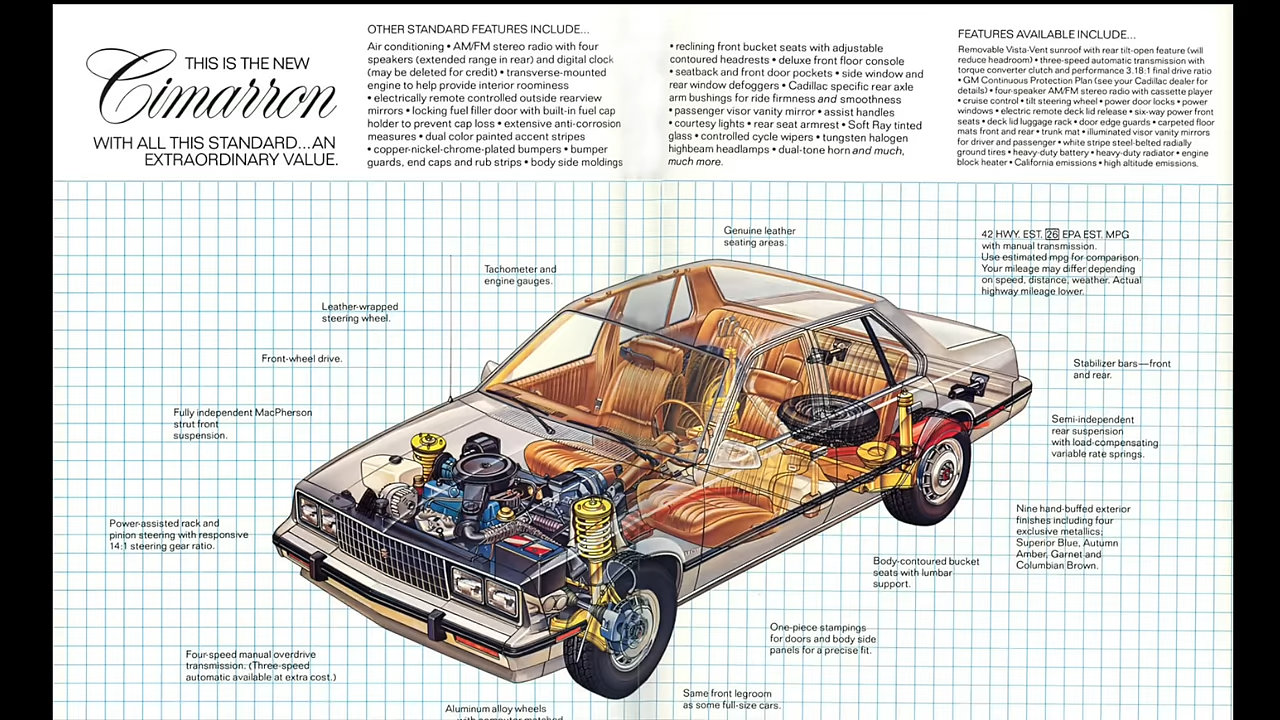 THIS IS THE NEW
Cimarron
WITH ALL THIS STANDARD...AN
EXTRAORDINARY VALUE.
OTHER STANDARD FEATURES INCLUDE...
Air conditioning • AM/FM stereo radio with four
speakers (extended range in rear) and digital clock
(may be deleted for credit) • transverse-mounted
engine to help provide interior roominess
• electrically remote controlled outside rearview
mirrors • locking fuel filler door with built-in fuel cap
holder to prevent cap loss • extensive anti-corrosion
measures • dual color painted accent stripes
• copper-nickel-chrome-plated bumpers • bumper
guards, end caps and rub strips • body side moldings
• reclining front bucket seats with adjustable
contoured headrests • deluxe front floor console
• seatback and front door pockets • side window and
rear window defoggers • Cadillac specific rear axle
arm bushings for ride firmness and smoothness
• passenger visor vanity mirror • assist handles
• courtesy lights • rear seat armrest • Soft Ray tinted
glass • controlled cycle wipers • tungsten halogen
highbeam headlamps • dual-tone horn and much,
much more.
FEATURES AVAILABLE INCLUDE...
Removable Vista-Vent sunroof with rear tilt-open feature (will
reduce headroom) • three-speed automatic transmission with
torque converter clutch and performance 3.18:1 final drive ratio
• GM Continuous Protection Plan (see your Cadillac dealer for
details) • four-speaker AM/FM stereo radio with cassette player
• cruise control • tilt steering wheel • power door locks • power
windows • electric remote deck lid release • six-way power front
seats • deck lid luggage rack • door edge guards • carpeted floor
mats front and rear • trunk mat • illuminated visor vanity mirrors
for driver and passenger • white stripe steel-belted radially
ground tires • heavy-duty battery • heavy-duty radiator • engine
block heater • California emissions • high altitude emissions.
Genuine leather
seating areas.
42 HWY. EST. 26 EPA EST. MPG
with manual transmission.
Use estimated mpg for comparison.
Your mileage may differ depending
on speed, distance, weather. Actual
highway mileage lower.
Tachometer and
engine gauges.
Leather-wrapped
steering wheel.
Front-wheel drive.
Stabilizer bars—front
and rear.
Fully independent MacPherson
strut front
suspension.
Semi-independent
rear suspension
with load-compensating
variable rate springs.
Power-assisted rack and
pinion steering with responsive
14:1 steering gear ratio.
Nine hand-buffed exterior
finishes including four
exclusive metallics;
Superior Blue, Autumn
Amber, Garnet and
Columbian Brown.
Body-contoured bucket
seats with lumbar
support.
One-piece stampings
for doors and body side
panels for a precise fit.
Four-speed manual overdrive
transmission. (Three-speed
automatic available at extra cost.)
Same front legroom
as some full-size cars.
Aluminum alloy wheels
with computer matched